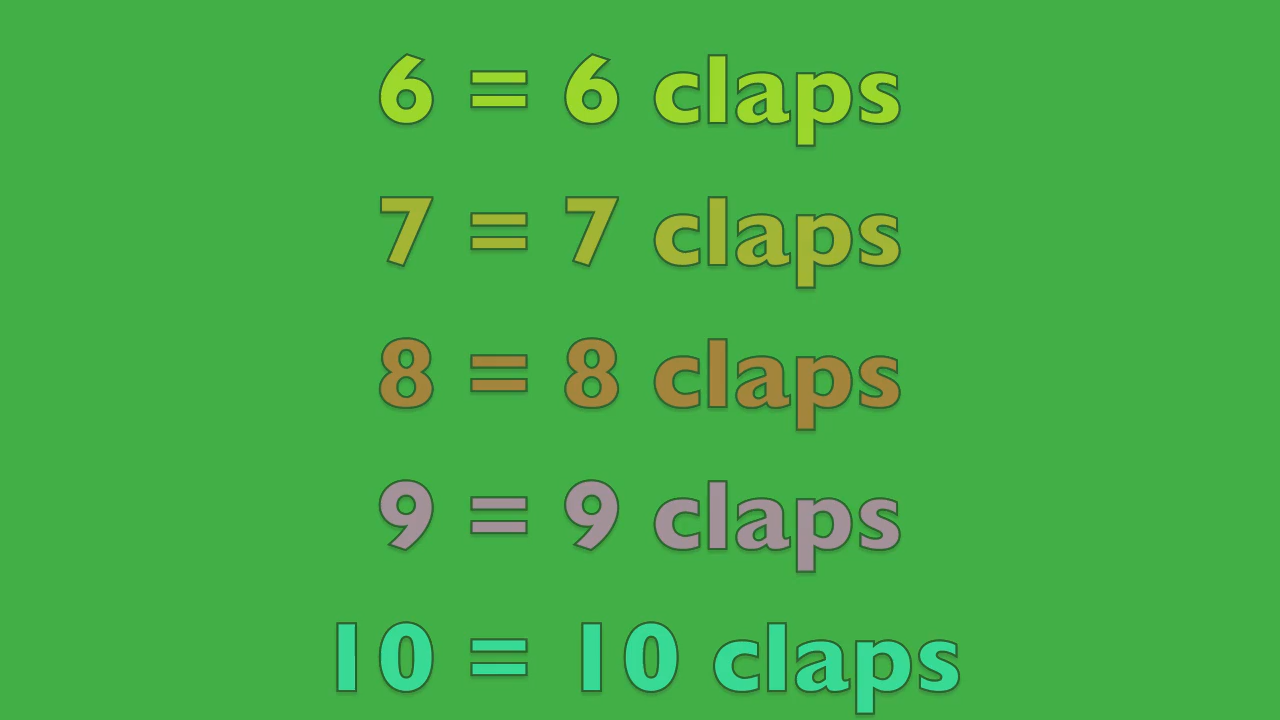 6 = 6 claps
7 = 7 claps
8 = 8 claps
9 = 9 claps
10 = 10 claps